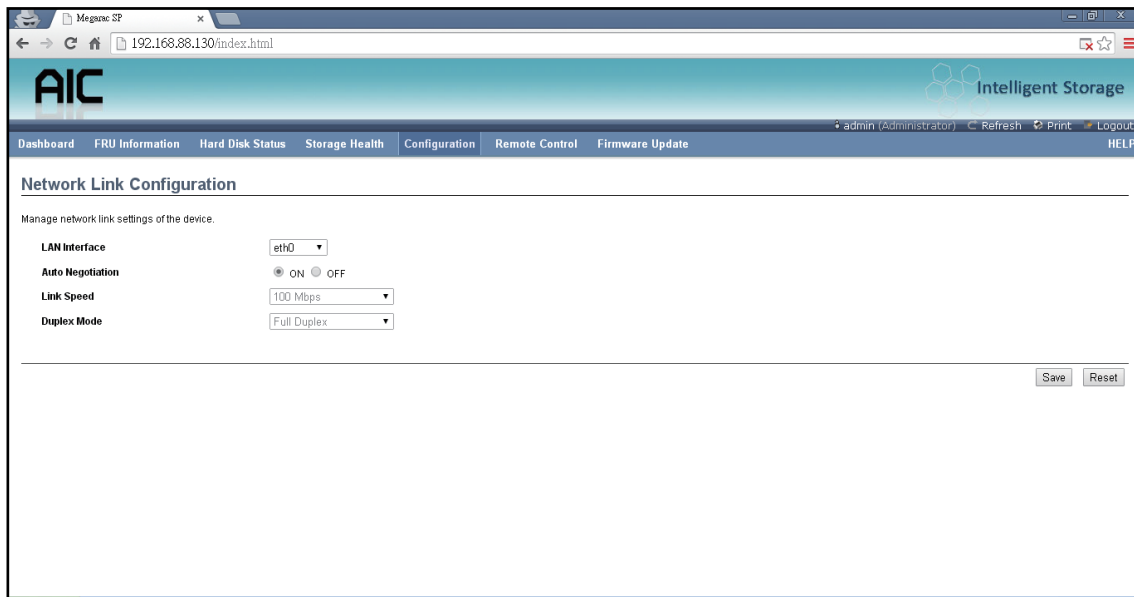 Megarac SP
192.168.88.130/index.html
AIC
Intelligent Storage
admin (Administrator) Refresh Print Logout
Dashboard FRU Information Hard Disk Status Storage Health Configuration Remote Control Firmware Update HELP
Network Link Configuration
Manage network link settings of the device.
LAN Interface eth0
Auto Negotiation ON OFF
Link Speed 100 Mbps
Duplex Mode Full Duplex
Save Reset